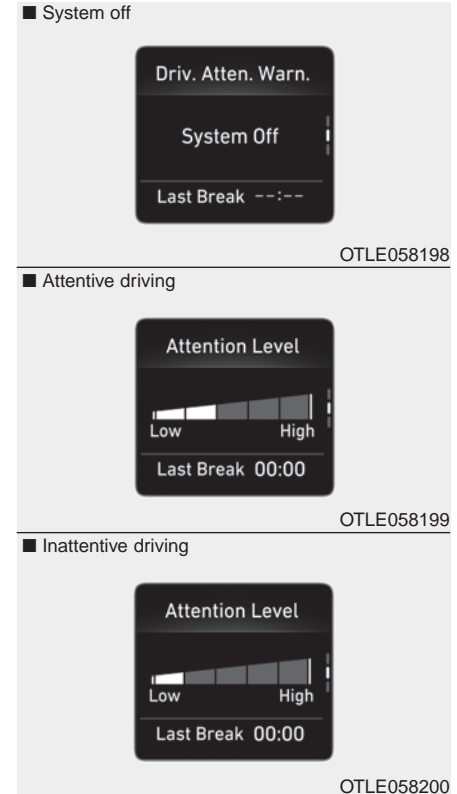 ■ System off
Driv. Atten. Warn.
System Off
Last Break --:--
OTLE058198
■ Attentive driving
Attention Level
Low High
Last Break 00:00
OTLE058199
■ Inattentive driving
Attention Level
Low High
Last Break 00:00
OTLE058200